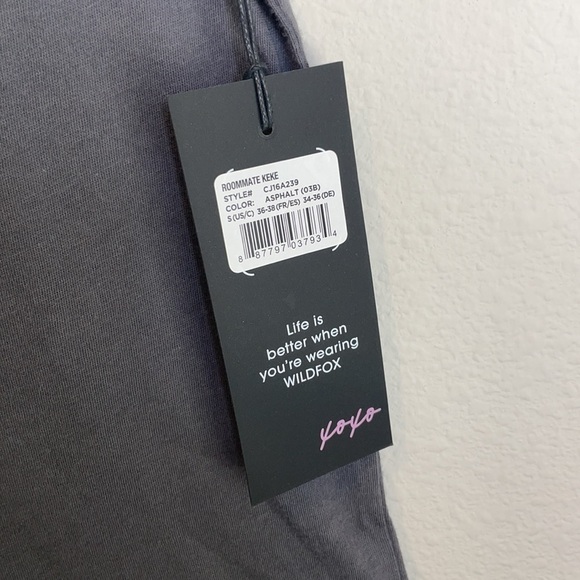 ROOMMATE KEKE
STYLE# CJ16A239
COLOR: ASPHALT (03B)
S(US/C) 36-38(FR/ES) 34-36(DE)
8 87797 03793 4
Life is
better when
you're wearing
WILDFOX
xoxo